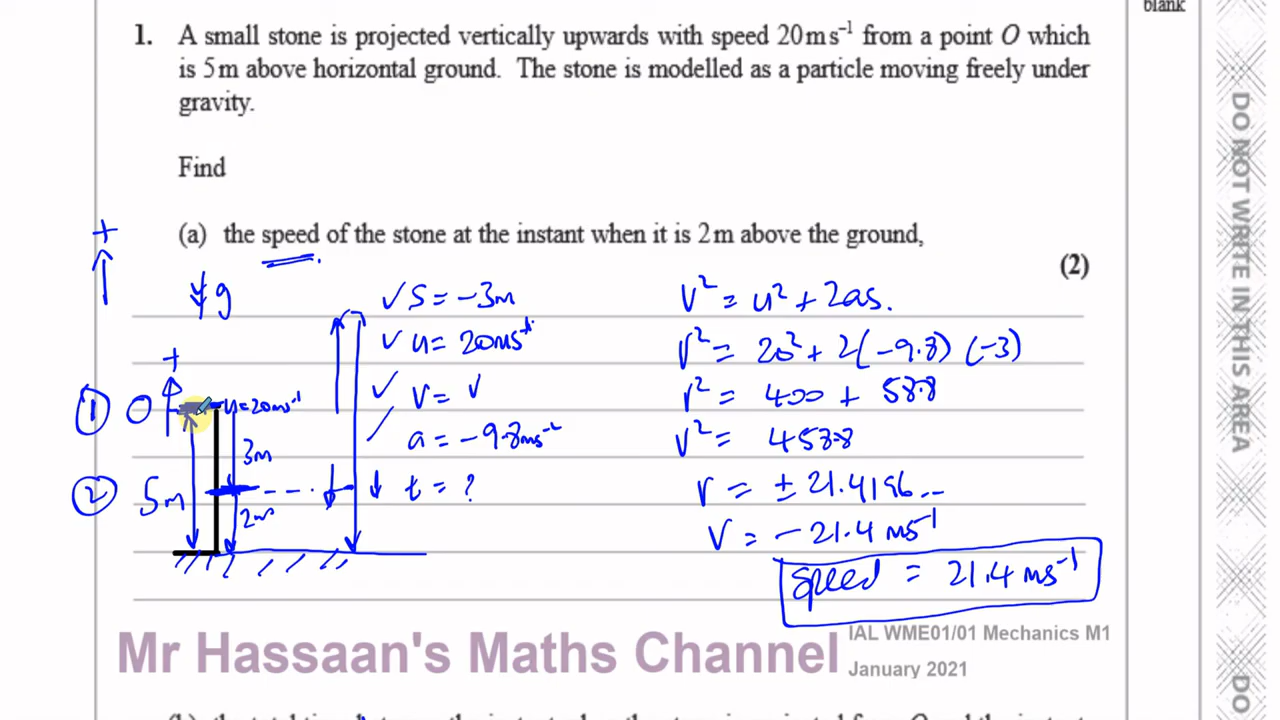 blank
1. A small stone is projected vertically upwards with speed 20 m s⁻¹ from a point O which
is 5 m above horizontal ground. The stone is modelled as a particle moving freely under
gravity.
Find
(a) the speed of the stone at the instant when it is 2 m above the ground,
(2)
+
g
+
① O u=20ms⁻¹
3m
② 5m
2m
✓ s = -3m
✓ u = 20ms⁻¹
✓ v = v
a = -9.8ms⁻²
t = ?
v² = u² + 2as.
v² = 20² + 2(-9.8)(-3)
v² = 400 + 58.8
v² = 458.8
v = ± 21.4196...
v = -21.4 ms⁻¹
speed = 21.4 ms⁻¹
Mr Hassaan's Maths Channel
IAL WME01/01 Mechanics M1
January 2021
DO NOT WRITE IN THIS AREA
DO